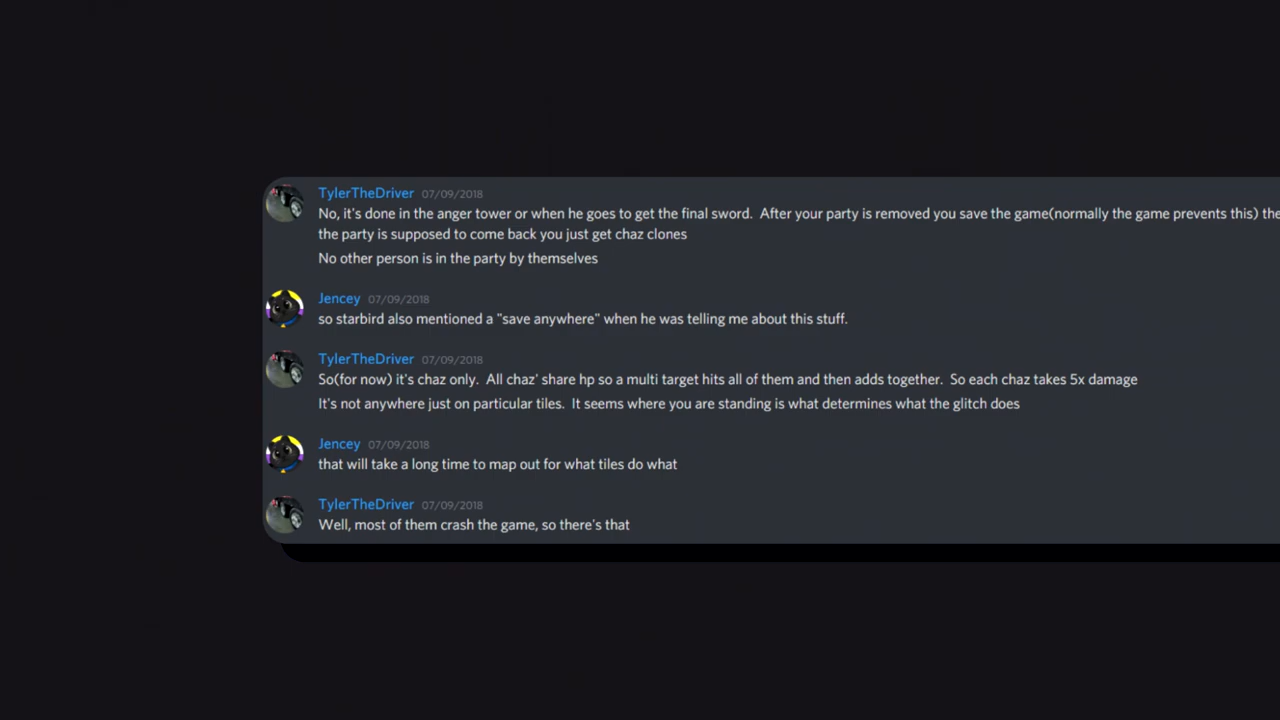 TylerTheDriver 07/09/2018
No, it's done in the anger tower or when he goes to get the final sword.  After your party is removed you save the game(normally the game prevents this)
the party is supposed to come back you just get chaz clones
No other person is in the party by themselves
Jencey 07/09/2018
so starbird also mentioned a "save anywhere" when he was telling me about this stuff.
TylerTheDriver 07/09/2018
So(for now) it's chaz only.  All chaz' share hp so a multi target hits all of them and then adds together.  So each chaz takes 5x damage
It's not anywhere just on particular tiles.  It seems where you are standing is what determines what the glitch does
Jencey 07/09/2018
that will take a long time to map out for what tiles do what
TylerTheDriver 07/09/2018
Well, most of them crash the game, so there's that